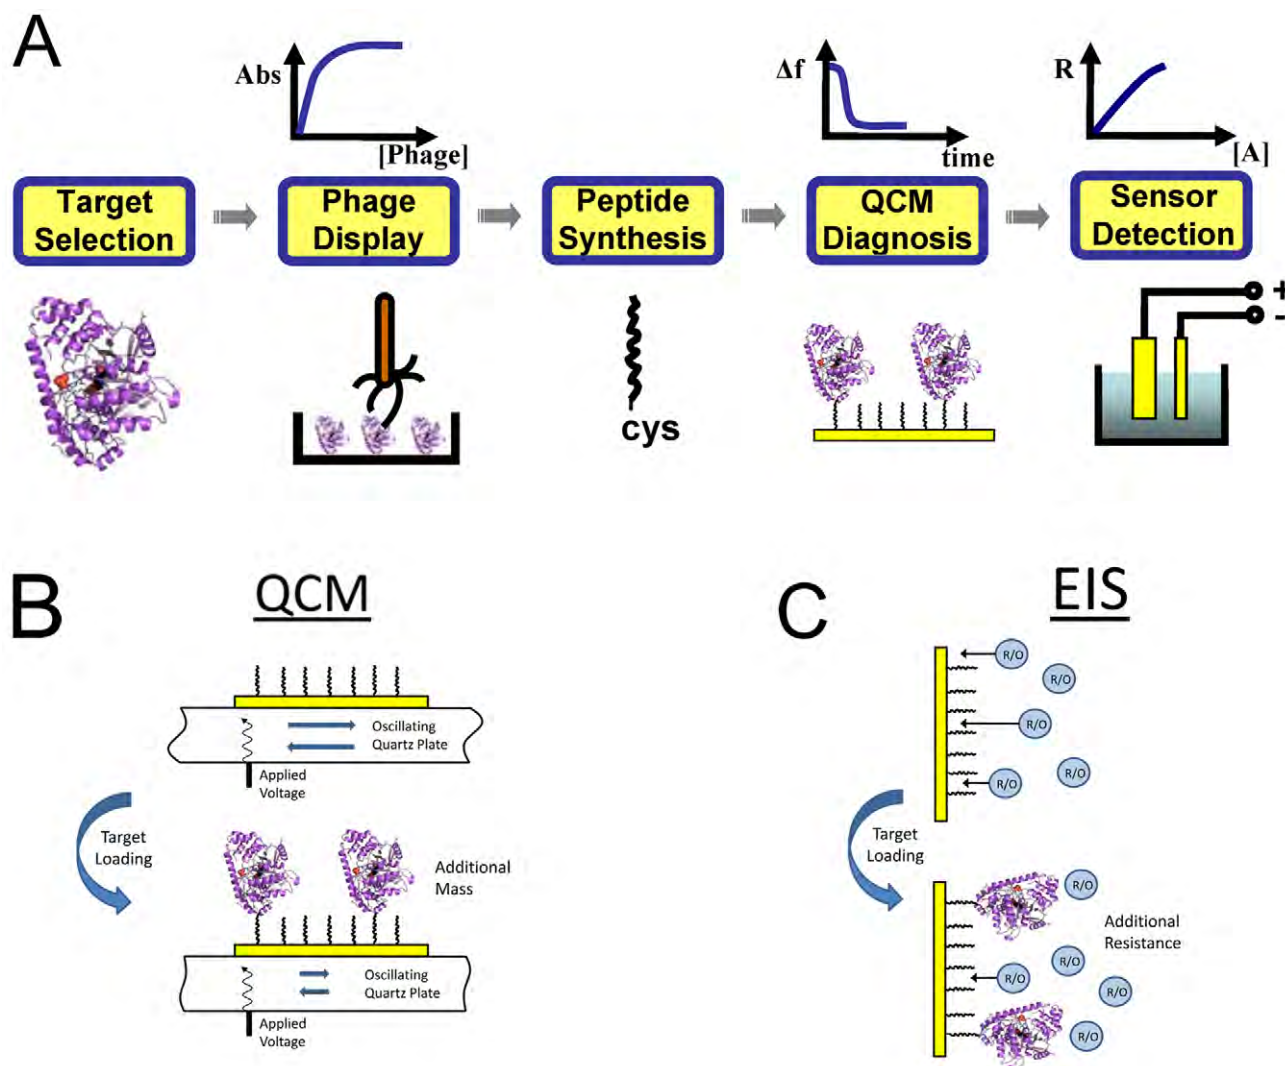 A
Abs
[Phage]
Δf
time
R
[A]
Target
Selection
Phage
Display
Peptide
Synthesis
QCM
Diagnosis
Sensor
Detection
+
-
cys
B
QCM
Oscillating
Quartz Plate
Applied
Voltage
Target
Loading
Additional
Mass
Oscillating
Quartz Plate
Applied
Voltage
C
EIS
R/O
R/O
R/O
R/O
R/O
Target
Loading
R/O
Additional
Resistance
R/O
R/O
R/O
R/O